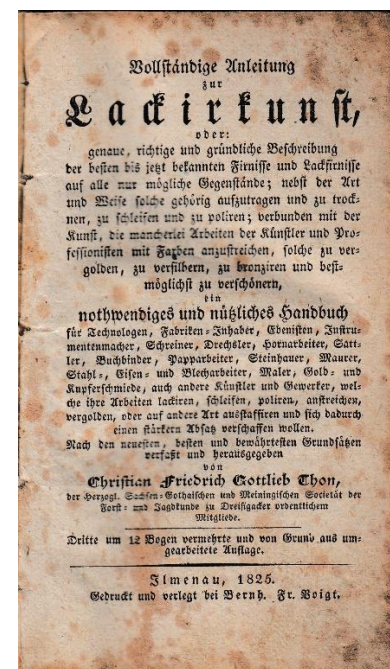 Vollständige Anleitung
zur
Lackirkunst,
oder:
genaue, richtige und gründliche Beschreibung
der besten bis jetzt bekannten Firnisse und Lackfirnisse
auf alle nur mögliche Gegenstände; nebst der Art
und Weise solche gehörig aufzutragen und zu trock-
nen, zu schleifen und zu poliren; verbunden mit der
Kunst, die mancherlei Arbeiten der Künstler und Pro-
fessionisten mit Farben anzustreichen, solche zu ver-
golden, zu versilbern, zu bronziren und best-
möglichst zu verschönern,
ein
nothwendiges und nützliches Handbuch
für Technologen, Fabriken-Inhaber, Ebenisten, Instru-
mentenmacher, Schreiner, Drechsler, Hornarbeiter, Satt-
ler, Buchbinder, Papparbeiter, Steinhauer, Maurer,
Stahl-, Eisen- und Blecharbeiter, Maler, Gold- und
Kupferschmiede, auch andere Künstler und Gewerker, wel-
che ihre Arbeiten lackiren, schleifen, poliren, anstreichen,
vergolden, oder auf andere Art ausstaffiren und sich dadurch
einen stärkern Absatz verschaffen wollen.
Nach den neuesten, besten und bewährtesten Grundsätzen
verfaßt und herausgegeben
von
Christian Friedrich Gottlieb Thon,
der Herzogl. Sachsen-Gothaischen und Meiningischen Societät der
Forst- und Jagdkunde zu Dreißigacker ordentlichem
Mitgliede.
Dritte um 12 Bogen vermehrte und von Grund aus um-
gearbeitete Auflage.
Ilmenau, 1825.
Gedruckt und verlegt bei Bernh. Fr. Voigt.